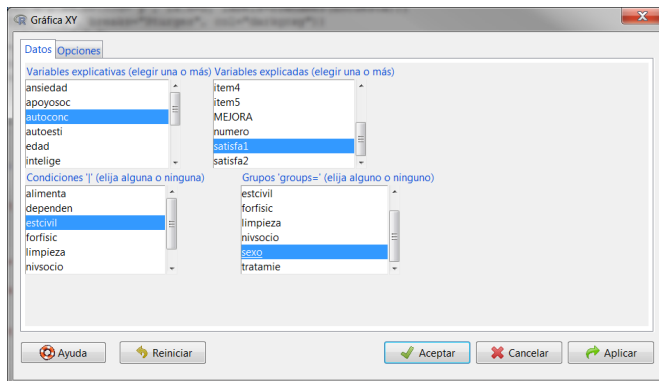 Gráfica XY
Datos Opciones
Variables explicativas (elegir una o más) Variables explicadas (elegir una o más)
ansiedad
apoyosoc
autoconc
autoesti
edad
intelige
item4
item5
MEJORA
numero
satisfa1
satisfa2
Condiciones '|' (elija alguna o ninguna) Grupos 'groups=' (elija alguno o ninguno)
alimenta
dependen
estcivil
forfisic
limpieza
nivsocio
estcivil
forfisic
limpieza
nivsocio
sexo
tratamie
Ayuda Reiniciar Aceptar Cancelar Aplicar